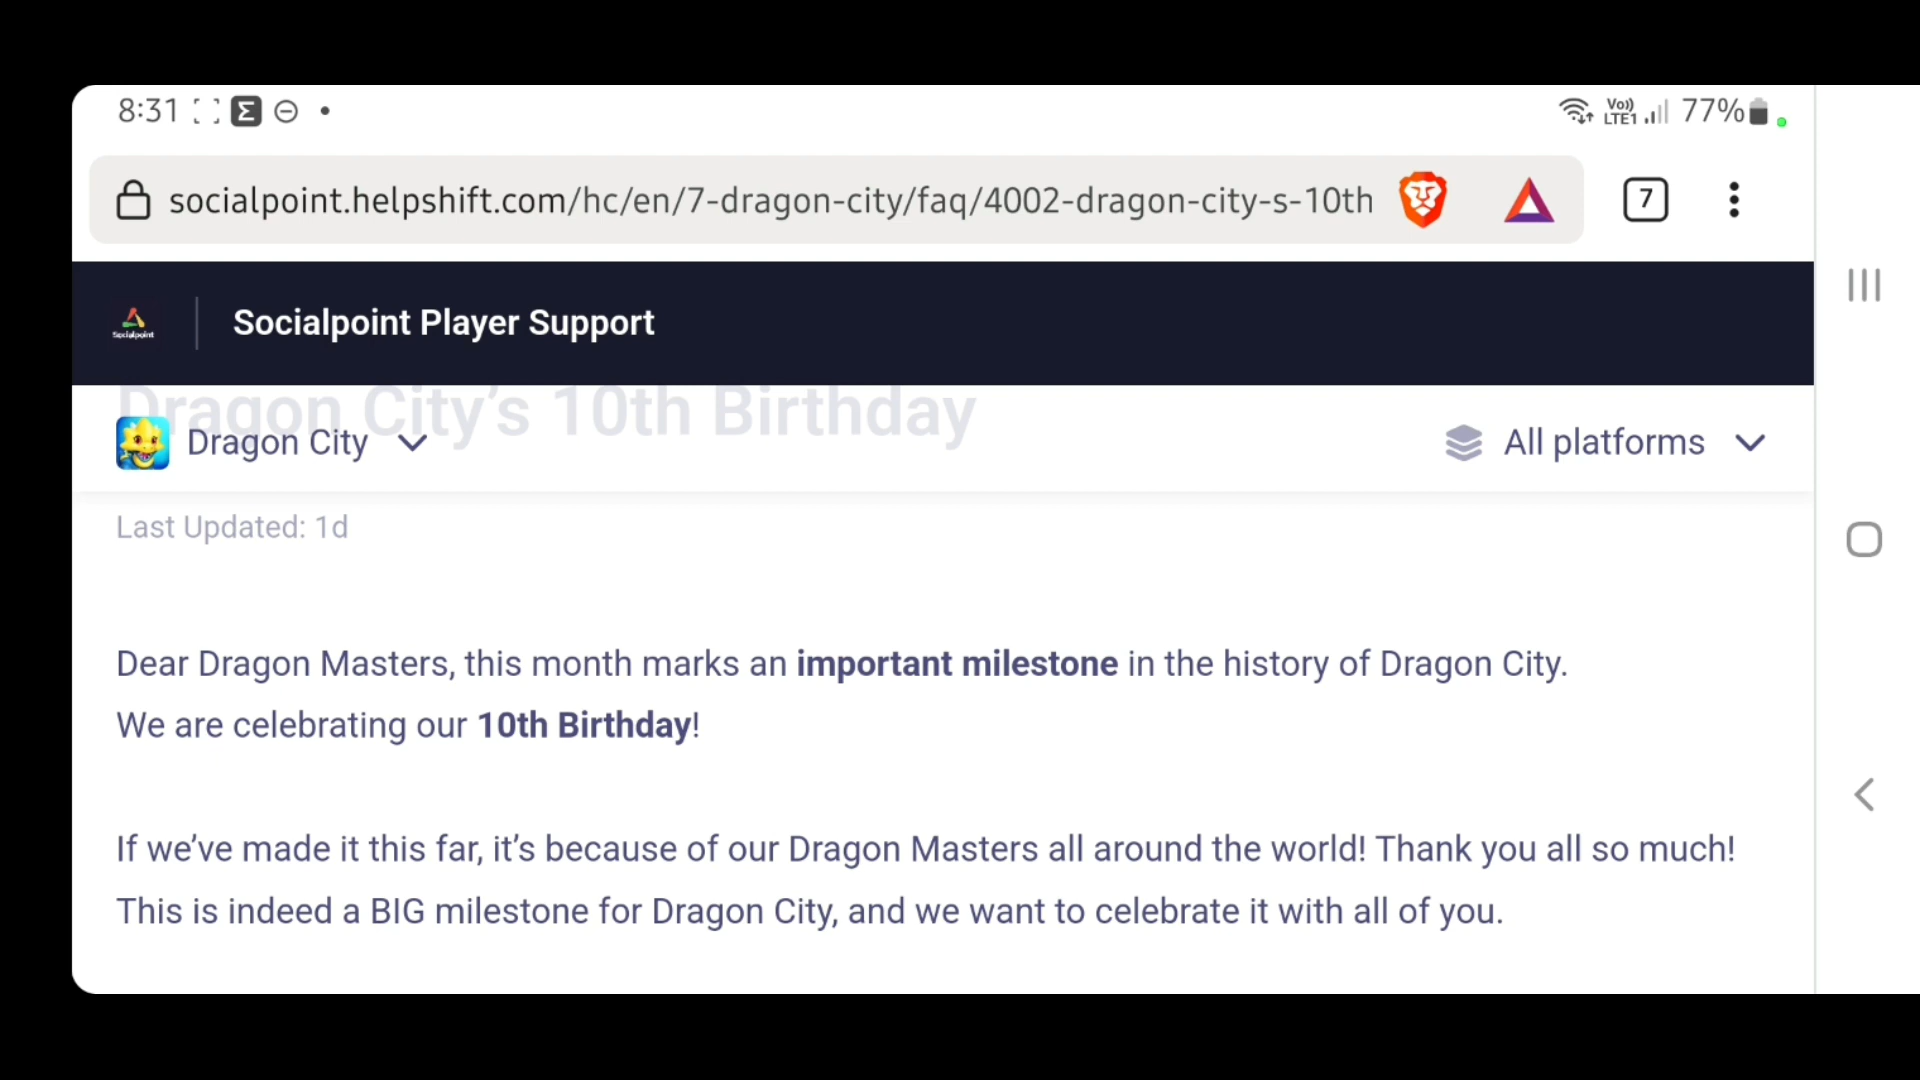 8:31
Vo)) LTE1 77%
socialpoint.helpshift.com/hc/en/7-dragon-city/faq/4002-dragon-city-s-10th
7
Socialpoint
Socialpoint Player Support
Dragon City’s 10th Birthday
Dragon City
All platforms
Last Updated: 1d
Dear Dragon Masters, this month marks an important milestone in the history of Dragon City.
We are celebrating our 10th Birthday!
If we’ve made it this far, it’s because of our Dragon Masters all around the world! Thank you all so much!
This is indeed a BIG milestone for Dragon City, and we want to celebrate it with all of you.